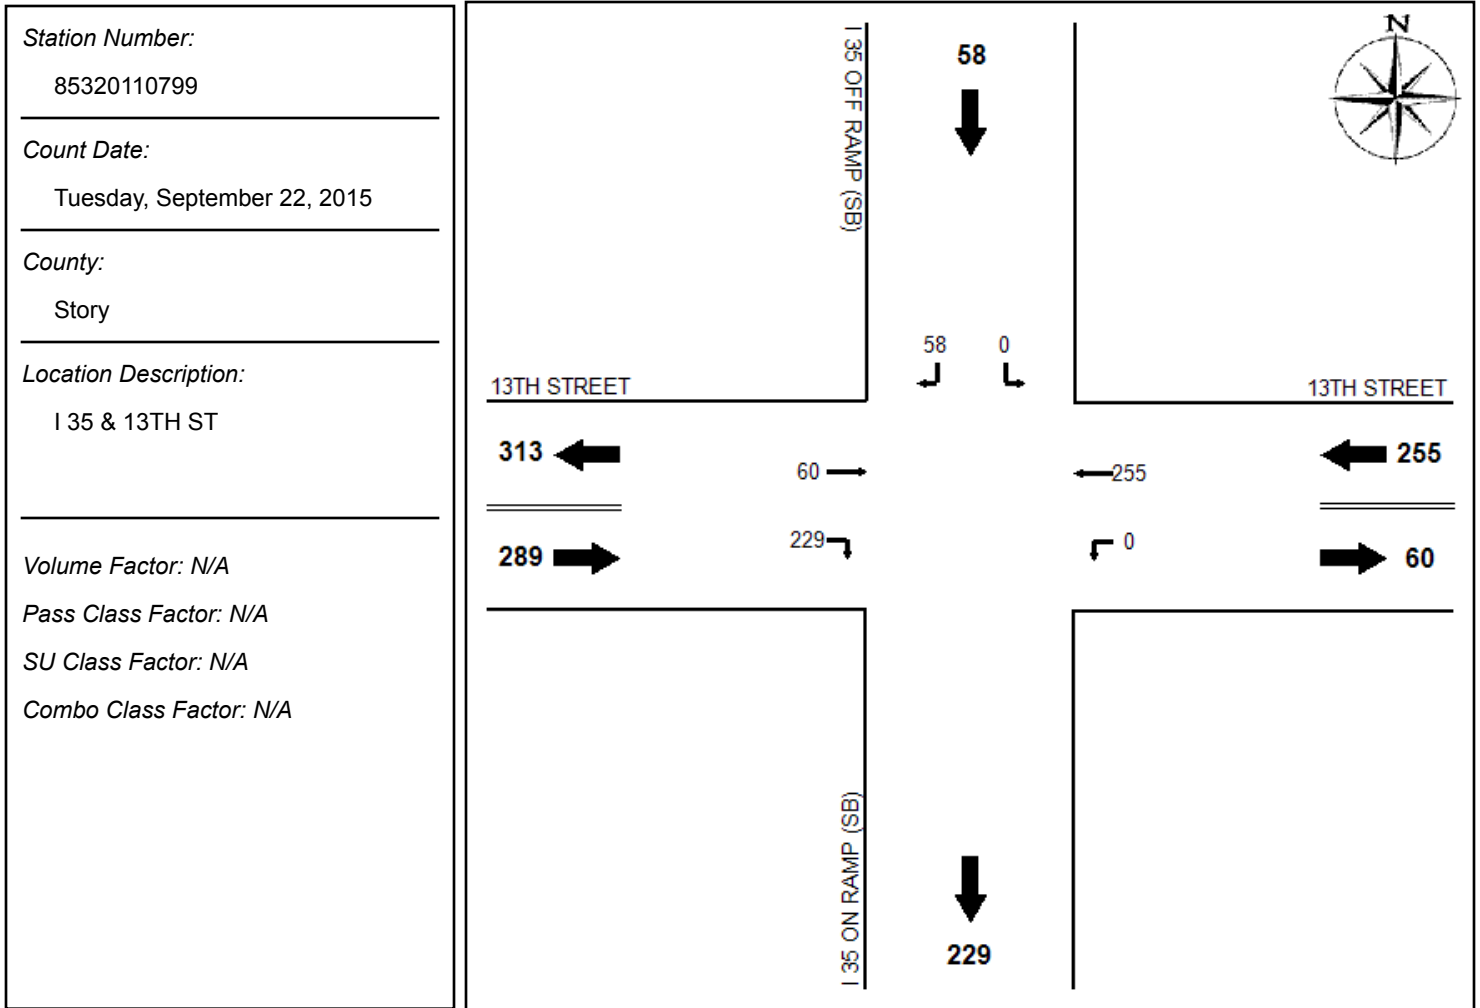 Station Number:
85320110799
Count Date:
Tuesday, September 22, 2015
County:
Story
Location Description:
I 35 & 13TH ST
Volume Factor: N/A
Pass Class Factor: N/A
SU Class Factor: N/A
Combo Class Factor: N/A
N
I 35 OFF RAMP (SB)
58
58 0
13TH STREET
13TH STREET
313
60
255
255
289
229
0
60
I 35 ON RAMP (SB)
229